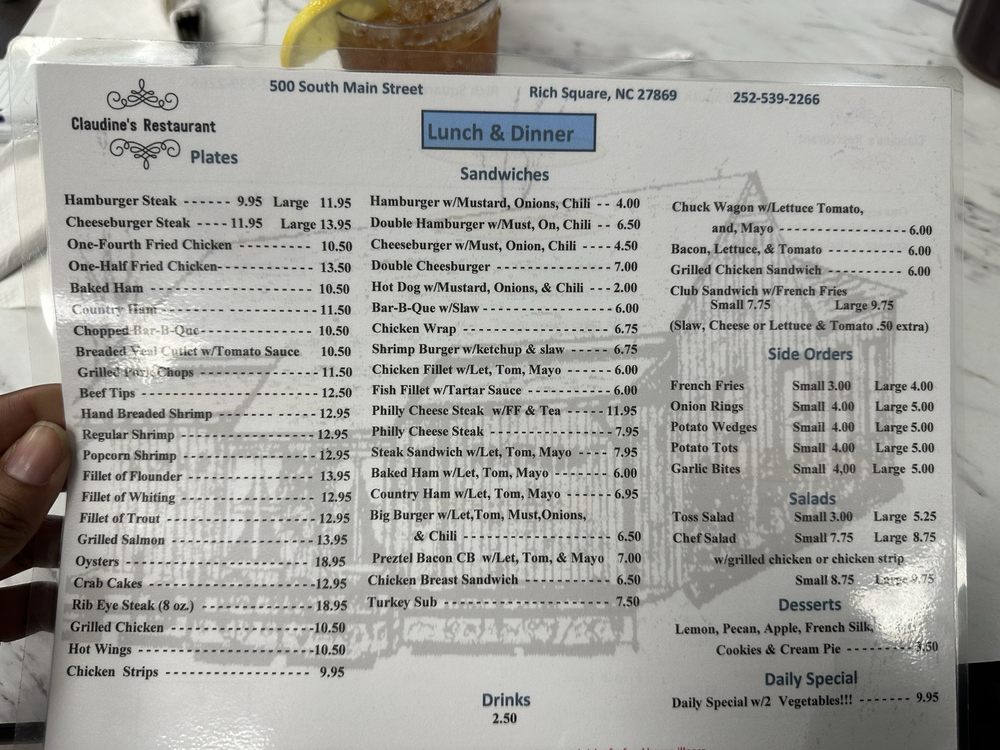 500 South Main Street Rich Square, NC 27869 252-539-2266
Claudine's Restaurant
Lunch & Dinner
Plates
Hamburger Steak ------ 9.95 Large 11.95
Cheeseburger Steak ----- 11.95 Large 13.95
One-Fourth Fried Chicken ------------- 10.50
One-Half Fried Chicken--------------- 13.50
Baked Ham ------------------------- 10.50
Country Ham ----------------------- 11.50
Chopped Bar-B-Que------------------ 10.50
Breaded Veal Cutlet w/Tomato Sauce 10.50
Grilled Pork Chops ------------------ 11.50
Beef Tips --------------------------- 12.50
Hand Breaded Shrimp --------------- 12.95
Regular Shrimp -------------------- 12.95
Popcorn Shrimp -------------------- 12.95
Fillet of Flounder ------------------- 13.95
Fillet of Whiting -------------------- 12.95
Fillet of Trout ---------------------- 12.95
Grilled Salmon --------------------- 13.95
Oysters ---------------------------- 18.95
Crab Cakes ------------------------ 12.95
Rib Eye Steak (8 oz.) --------------- 18.95
Grilled Chicken --------------------10.50
Hot Wings -------------------------10.50
Chicken Strips --------------------- 9.95
Sandwiches
Hamburger w/Mustard, Onions, Chili -- 4.00
Double Hamburger w/Must, On, Chili -- 6.50
Cheeseburger w/Must, Onion, Chili ---- 4.50
Double Cheesburger ---------------- 7.00
Hot Dog w/Mustard, Onions, & Chili --- 2.00
Bar-B-Que w/Slaw ------------------ 6.00
Chicken Wrap --------------------- 6.75
Shrimp Burger w/ketchup & slaw ------ 6.75
Chicken Fillet w/Let, Tom, Mayo ------ 6.00
Fish Fillet w/Tartar Sauce ------------ 6.00
Philly Cheese Steak w/FF & Tea ----- 11.95
Philly Cheese Steak ---------------- 7.95
Steak Sandwich w/Let, Tom, Mayo ---- 7.95
Baked Ham w/Let, Tom, Mayo ------- 6.00
Country Ham w/Let, Tom, Mayo ------ 6.95
Big Burger w/Let,Tom, Must,Onions,
& Chili ------------------- 6.50
Preztel Bacon CB w/Let, Tom, & Mayo 7.00
Chicken Breast Sandwich ------------ 6.50
Turkey Sub ---------------------- 7.50
Drinks
2.50
Chuck Wagon w/Lettuce Tomato,
and, Mayo ---------------- 6.00
Bacon, Lettuce, & Tomato ------------ 6.00
Grilled Chicken Sandwich ------------ 6.00
Club Sandwich w/French Fries
Small 7.75 Large 9.75
(Slaw, Cheese or Lettuce & Tomato .50 extra)
Side Orders
French Fries Small 3.00 Large 4.00
Onion Rings Small 4.00 Large 5.00
Potato Wedges Small 4.00 Large 5.00
Potato Tots Small 4.00 Large 5.00
Garlic Bites Small 4,00 Large 5.00
Salads
Toss Salad Small 3.00 Large 5.25
Chef Salad Small 7.75 Large 8.75
w/grilled chicken or chicken strip
Small 8.75 Large 9.75
Desserts
Lemon, Pecan, Apple, French Silk,
Cookies & Cream Pie --------- 3.50
Daily Special
Daily Special w/2 Vegetables!!! ------- 9.95